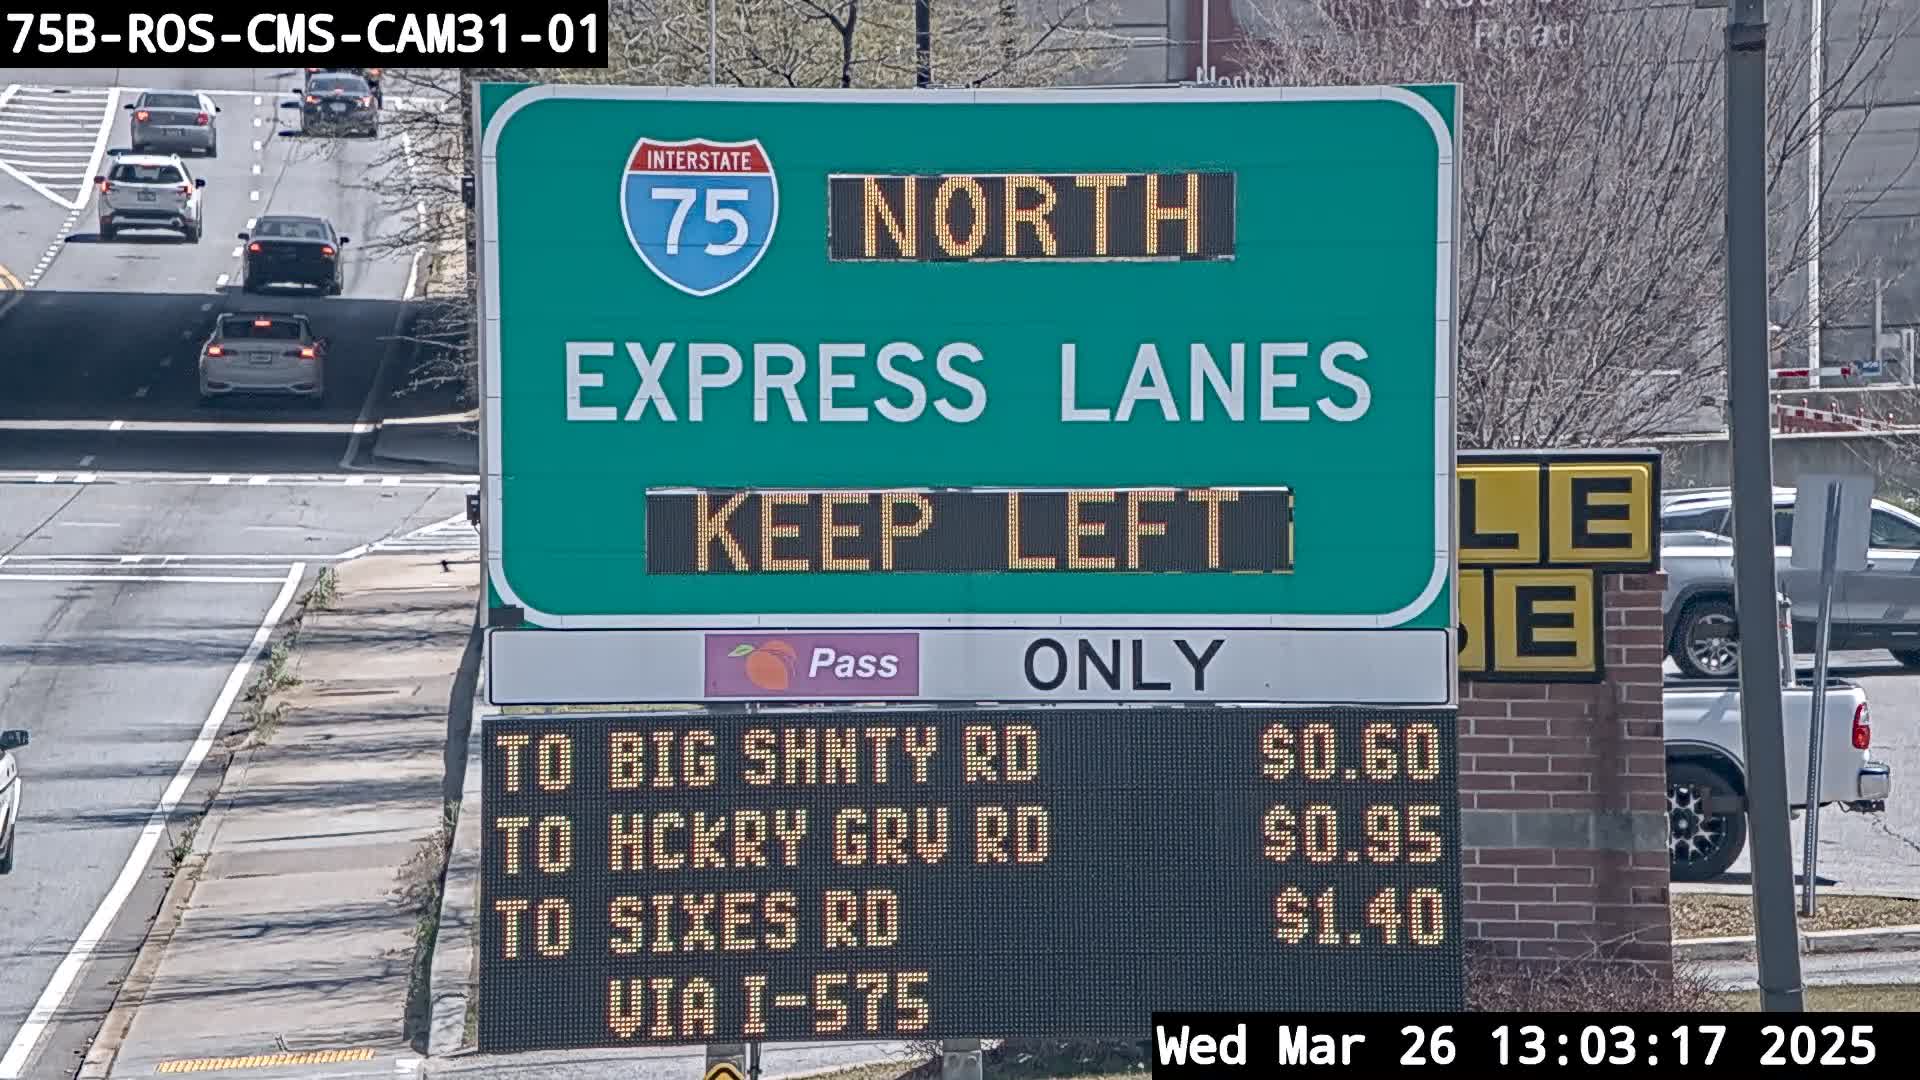 75B-ROS-CMS-CAM31-01
Road
INTERSTATE
75
NORTH
EXPRESS LANES
KEEP LEFT
LE
E
Pass ONLY
TO BIG SHNTY RD $0.60
TO HCKRY GRV RD $0.95
TO SIXES RD $1.40
VIA I-575
Wed Mar 26 13:03:17 2025